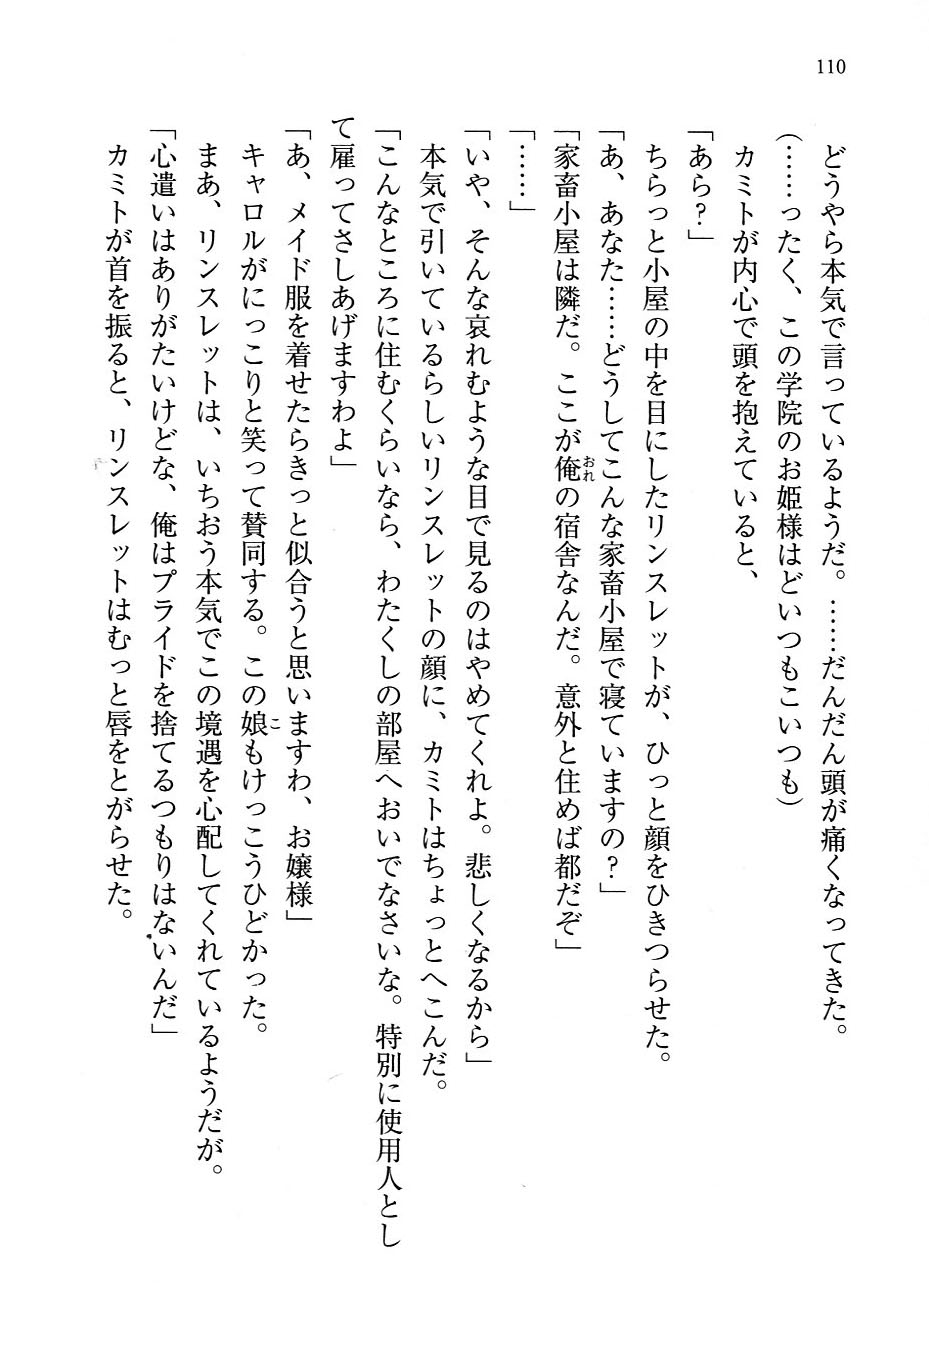 110
どうやら本気で言っているようだ。……だんだん頭が痛くなってきた。
(……ったく、この学院のお姫様はどいつもこいつも)
カミトが内心で頭を抱えていると、
「あら?」
ちらっと小屋の中を目にしたリンスレットが、ひっと顔をひきつらせた。
「あ、あなた……どうしてこんな家畜小屋で寝ていますの?」
「家畜小屋は隣だ。ここが俺おれの宿舎なんだ。意外と住めば都だぞ」
「……」
「いや、そんな哀れむような目で見るのはやめてくれよ。悲しくなるから」
本気で引いているらしいリンスレットの顔に、カミトはちょっとへこんだ。
「こんなところに住むくらいなら、わたくしの部屋へおいでなさいな。特別に使用人とし
て雇ってさしあげますわよ」
「あ、メイド服を着せたらきっと似合うと思いますわ、お嬢様」
キャロルがにっこりと笑って賛同する。この娘こもけっこうひどかった。
まあ、リンスレットは、いちおう本気でこの境遇を心配してくれているようだが。
「心遣いはありがたいけどな、俺はプライドを捨てるつもりはないんだ」
カミトが首を振ると、リンスレットはむっと唇をとがらせた。